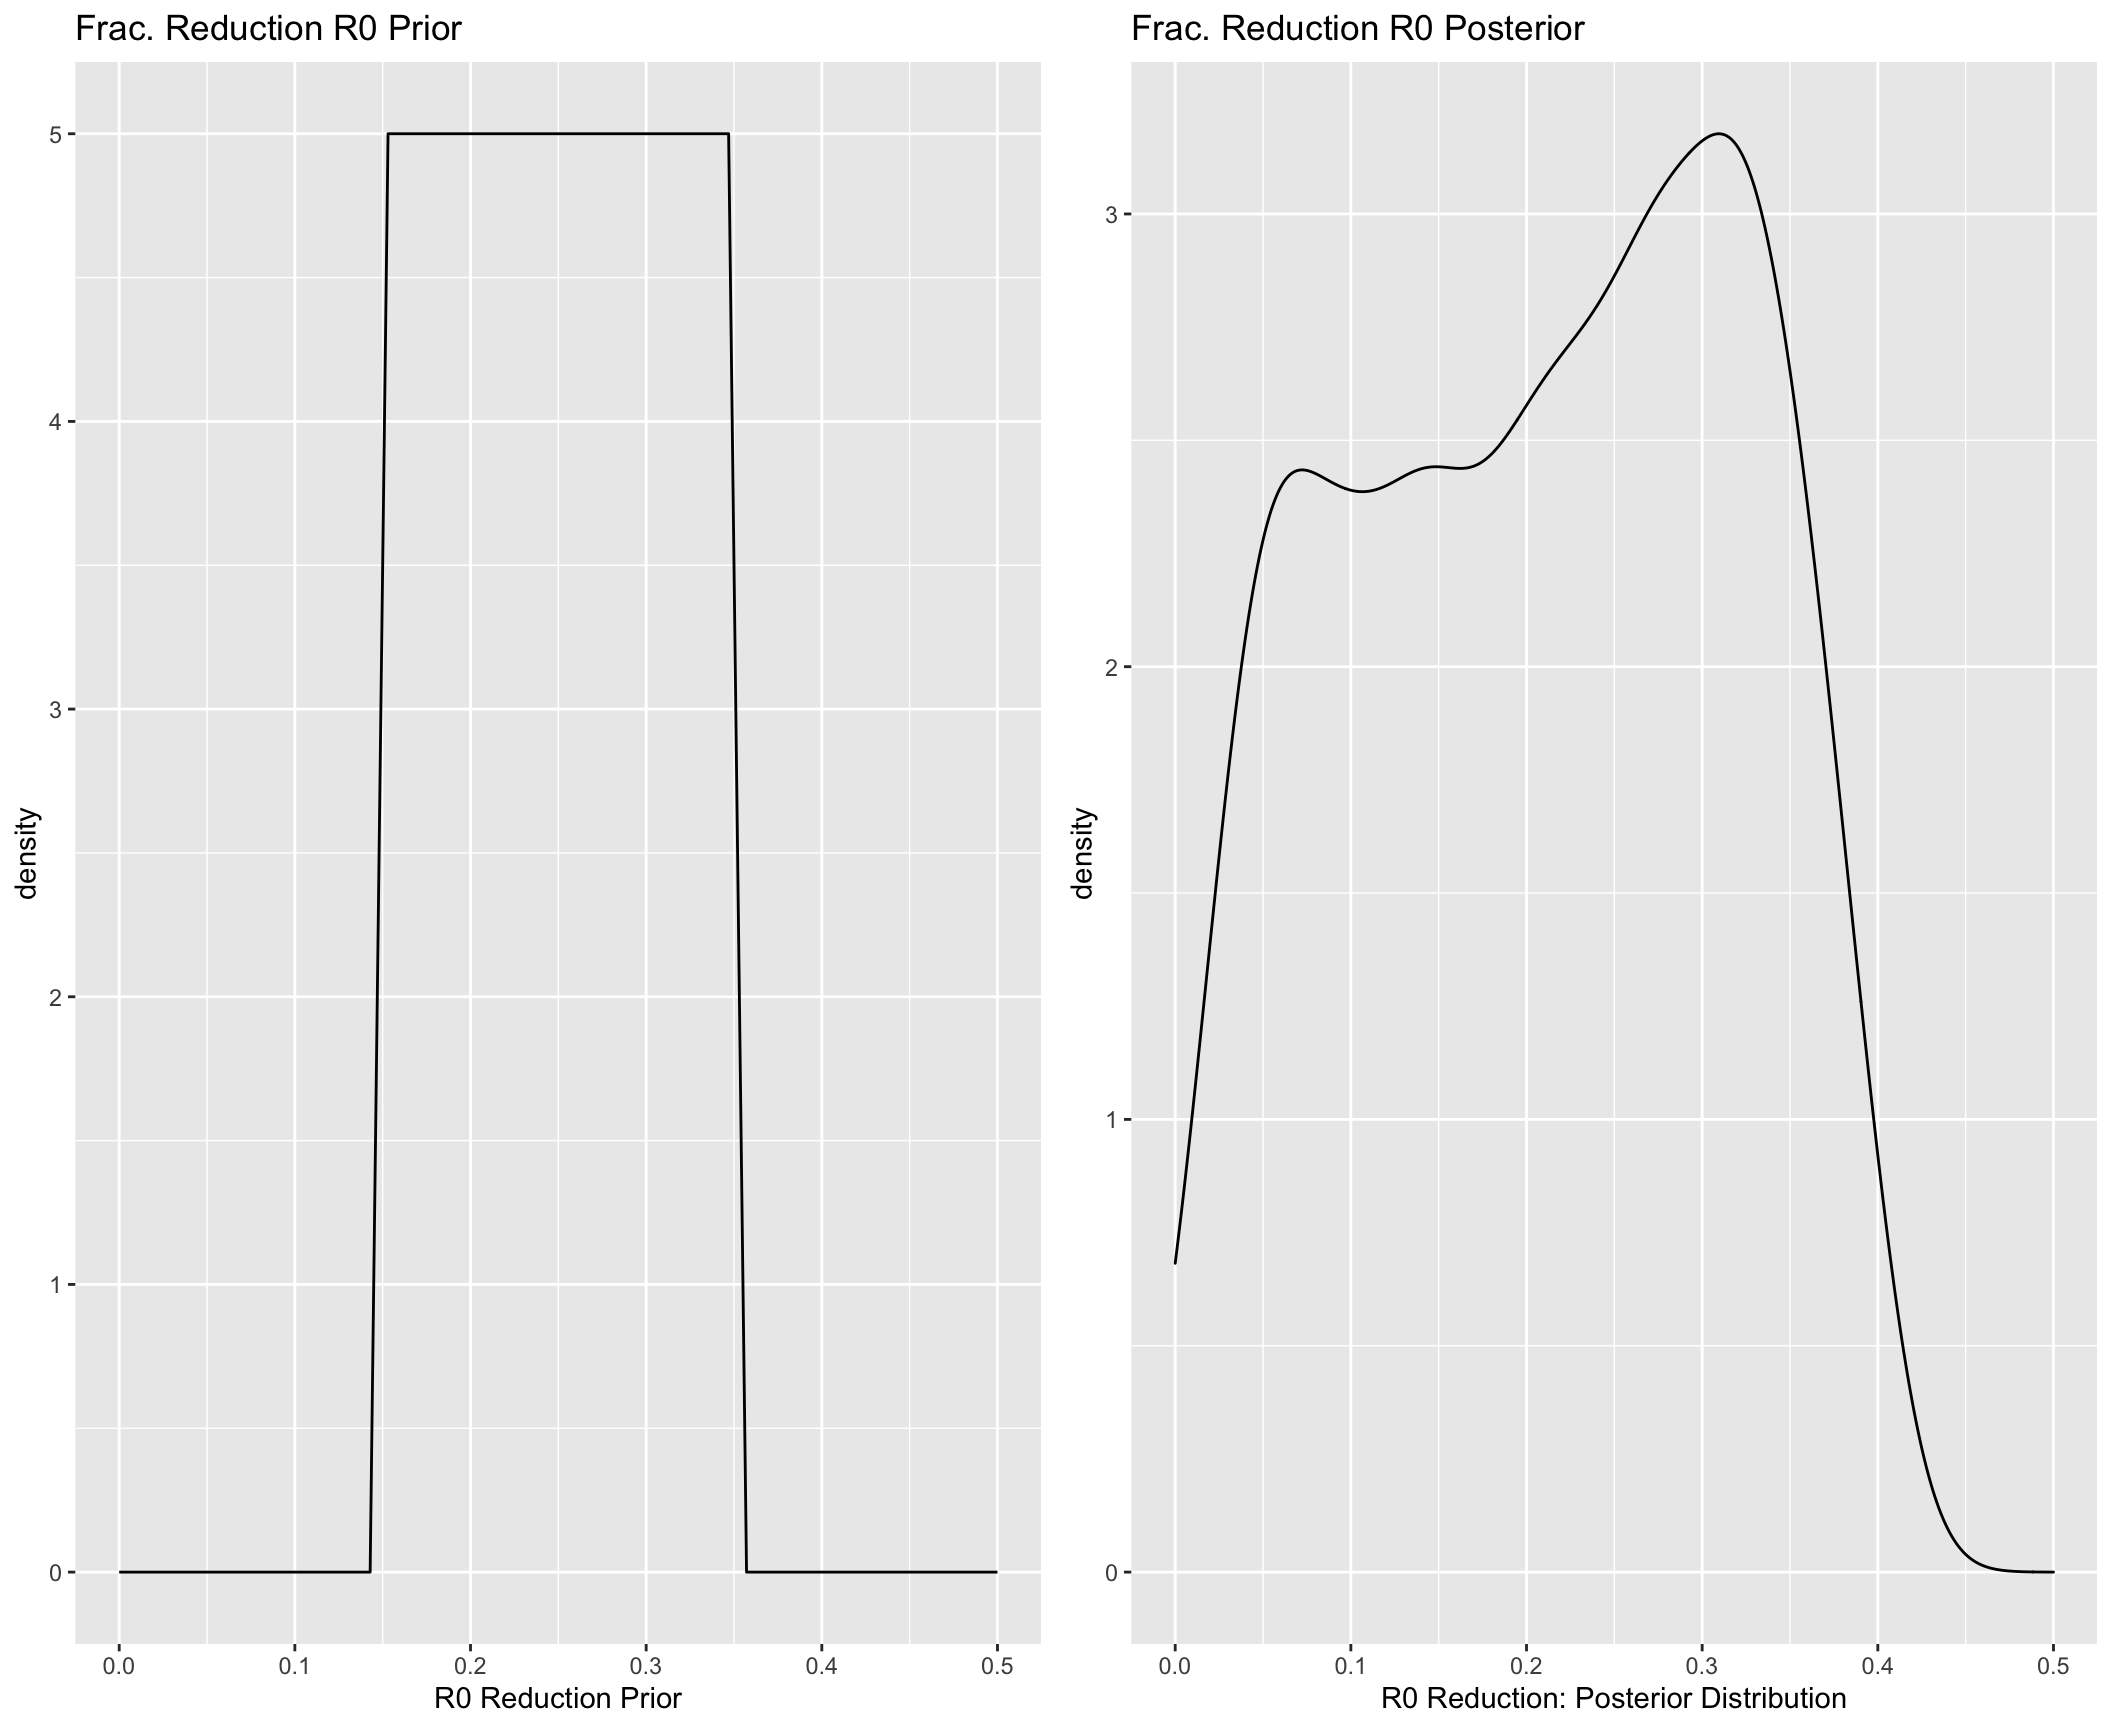 Frac. Reduction R0 Prior
5
4
3
2
1
0
density
0.0 0.1 0.2 0.3 0.4 0.5
R0 Reduction Prior
Frac. Reduction R0 Posterior
3
2
1
0
density
0.0 0.1 0.2 0.3 0.4 0.5
R0 Reduction: Posterior Distribution